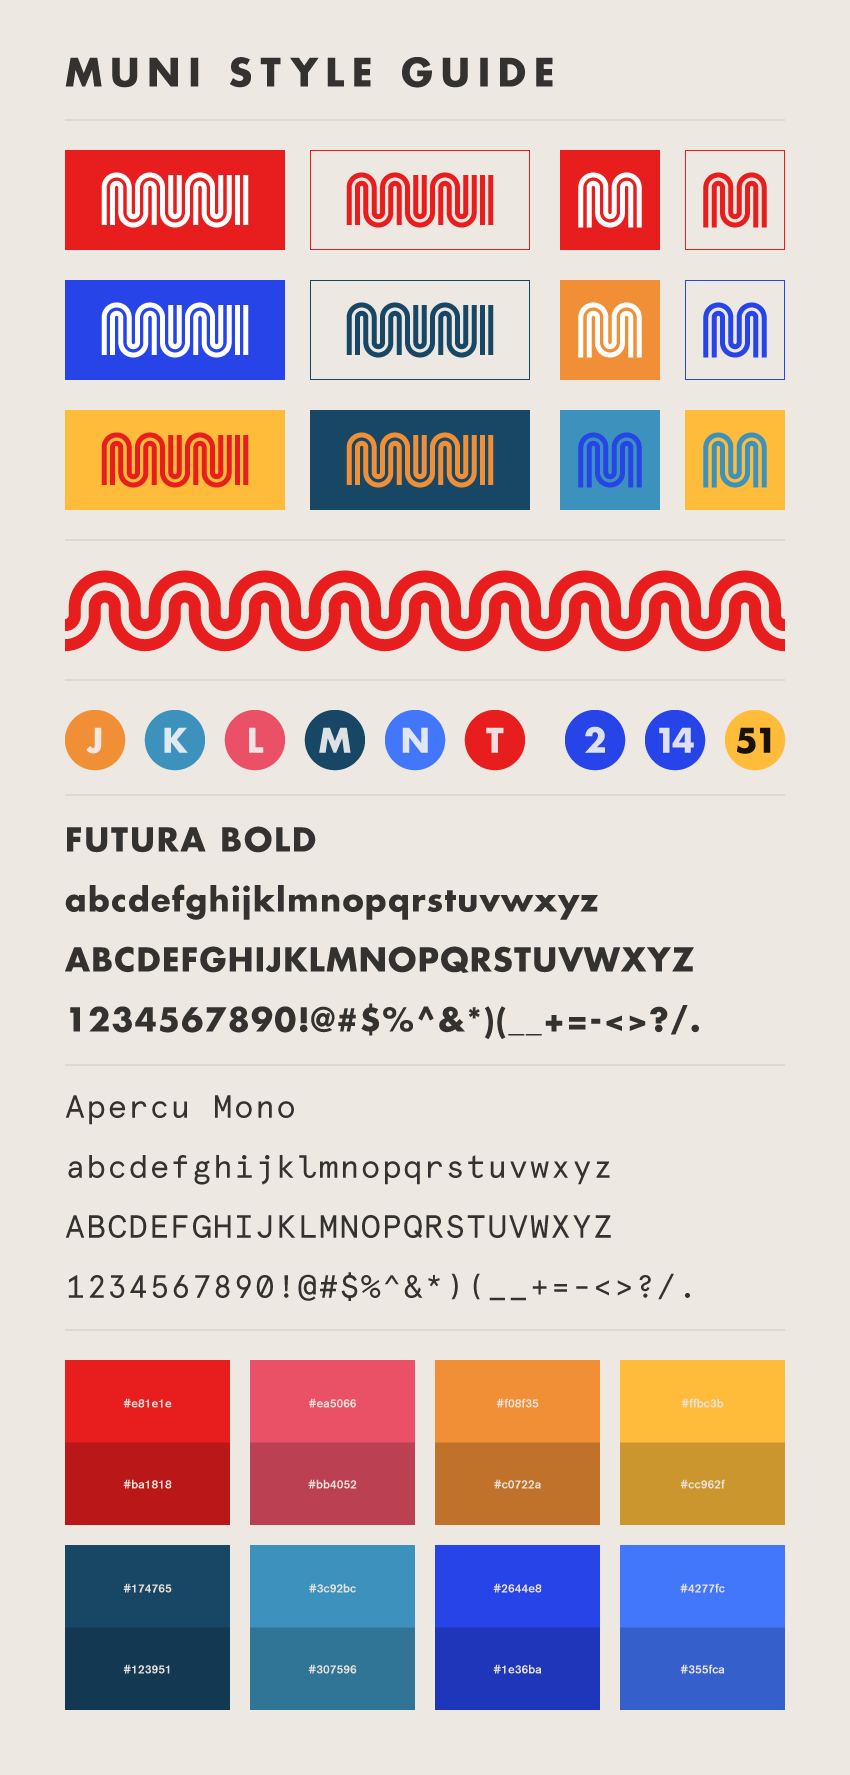 MUNI STYLE GUIDE
MUNI MUNI M M
MUNI MUNI M M
MUNI MUNI M M
J K L M N T 2 14 51
FUTURA BOLD
abcdefghijklmnopqrstuvwxyz
ABCDEFGHIJKLMNOPQRSTUVWXYZ
1234567890!@#$%^&*)(__+=-<>?/.
Apercu Mono
abcdefghijklmnopqrstuvwxyz
ABCDEFGHIJKLMNOPQRSTUVWXYZ
1234567890!@#$%^&*)(__+=-<>?/.
#e81e1e #ea5066 #f08f35 #ffbc3b
#ba1818 #bb4052 #c0722a #cc962f
#174765 #3c92bc #2644e8 #4277fc
#123951 #307596 #1e36ba #355fca